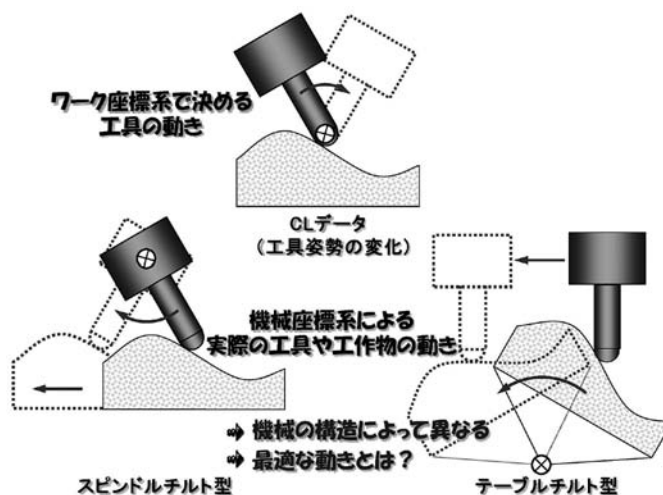 ワーク座標系で決める
工具の動き
CLデータ
(工具姿勢の変化)
機械座標系による
実際の工具や工作物の動き
⇒ 機械の構造によって異なる
⇒ 最適な動きとは？
スピンドルチルト型
テーブルチルト型